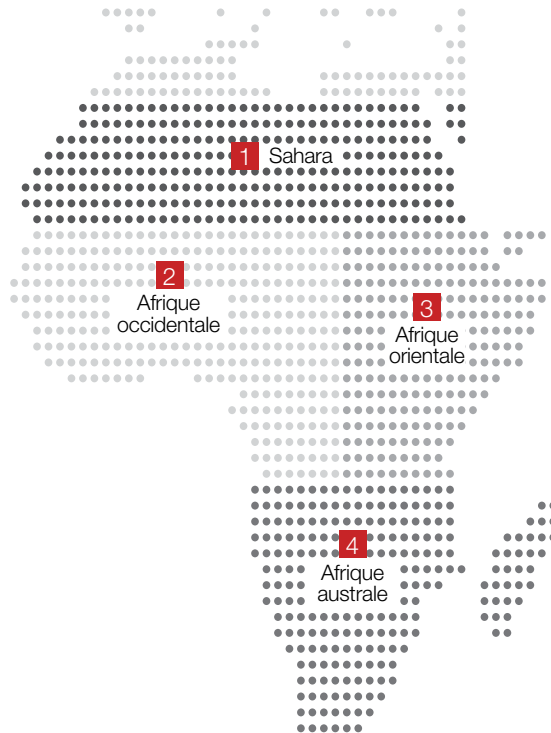 1 Sahara
2
Afrique
occidentale
3
Afrique
orientale
4
Afrique
australe